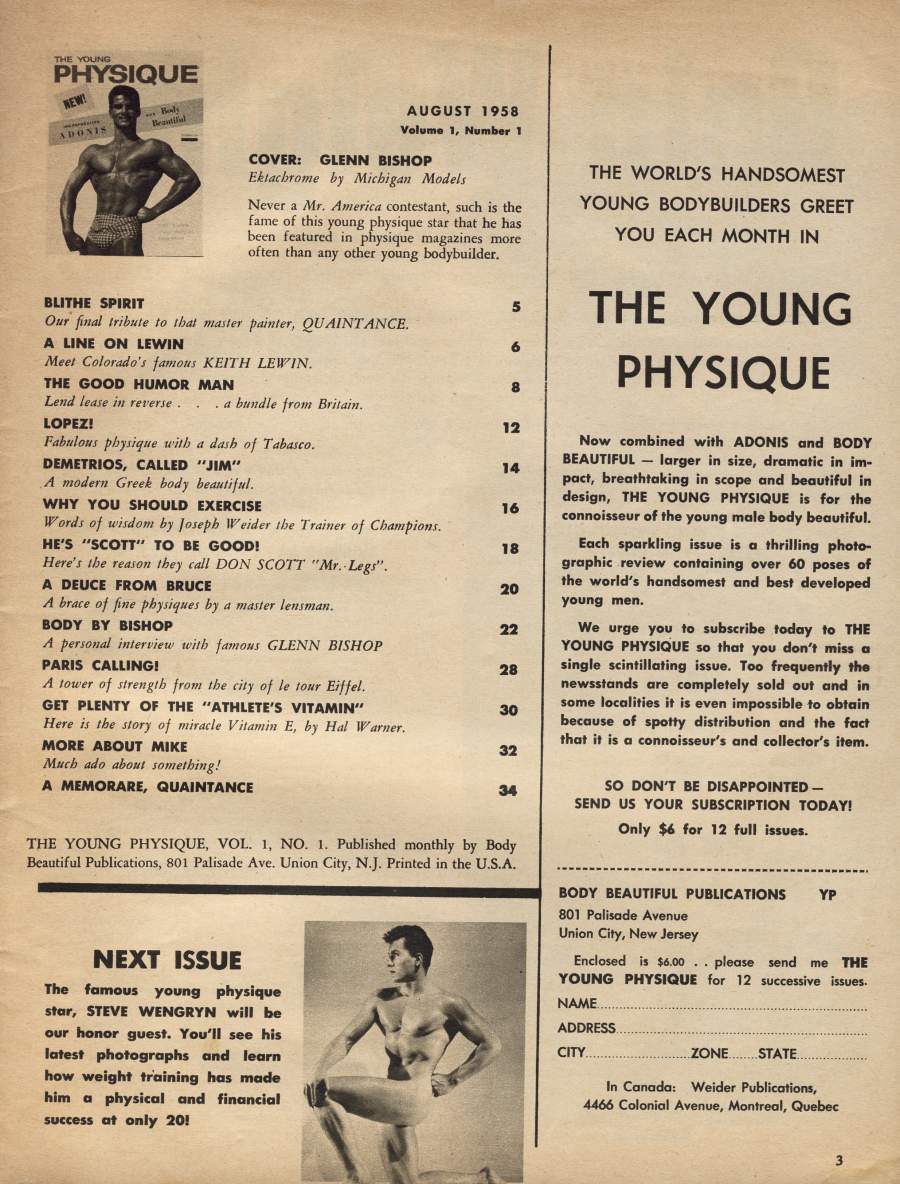 THE YOUNG
PHYSIQUE
NEW!
INCORPORATING
ADONIS
AND Body
Beautiful
AUGUST 1958
Volume 1, Number 1
COVER: GLENN BISHOP
Ektachrome by Michigan Models
Never a Mr. America contestant, such is the
fame of this young physique star that he has
been featured in physique magazines more
often than any other young bodybuilder.
BLITHE SPIRIT 5
Our final tribute to that master painter, QUAINTANCE.
A LINE ON LEWIN 6
Meet Colorado's famous KEITH LEWIN.
THE GOOD HUMOR MAN 8
Lend lease in reverse . . . a bundle from Britain.
LOPEZ! 12
Fabulous physique with a dash of Tabasco.
DEMETRIOS, CALLED "JIM" 14
A modern Greek body beautiful.
WHY YOU SHOULD EXERCISE 16
Words of wisdom by Joseph Weider the Trainer of Champions.
HE'S "SCOTT" TO BE GOOD! 18
Here's the reason they call DON SCOTT "Mr. Legs".
A DEUCE FROM BRUCE 20
A brace of fine physiques by a master lensman.
BODY BY BISHOP 22
A personal interview with famous GLENN BISHOP
PARIS CALLING! 28
A tower of strength from the city of le tour Eiffel.
GET PLENTY OF THE "ATHLETE'S VITAMIN" 30
Here is the story of miracle Vitamin E, by Hal Warner.
MORE ABOUT MIKE 32
Much ado about something!
A MEMORARE, QUAINTANCE 34
THE YOUNG PHYSIQUE, VOL. 1, NO. 1. Published monthly by Body
Beautiful Publications, 801 Palisade Ave. Union City, N.J. Printed in the U.S.A.
NEXT ISSUE
The famous young physique
star, STEVE WENGRYN will be
our honor guest. You'll see his
latest photographs and learn
how weight training has made
him a physical and financial
success at only 20!
THE WORLD'S HANDSOMEST
YOUNG BODYBUILDERS GREET
YOU EACH MONTH IN
THE YOUNG
PHYSIQUE
Now combined with ADONIS and BODY
BEAUTIFUL — larger in size, dramatic in im-
pact, breathtaking in scope and beautiful in
design, THE YOUNG PHYSIQUE is for the
connoisseur of the young male body beautiful.
Each sparkling issue is a thrilling photo-
graphic review containing over 60 poses of
the world's handsomest and best developed
young men.
We urge you to subscribe today to THE
YOUNG PHYSIQUE so that you don't miss a
single scintillating issue. Too frequently the
newsstands are completely sold out and in
some localities it is even impossible to obtain
because of spotty distribution and the fact
that it is a connoisseur's and collector's item.
SO DON'T BE DISAPPOINTED —
SEND US YOUR SUBSCRIPTION TODAY!
Only $6 for 12 full issues.
BODY BEAUTIFUL PUBLICATIONS YP
801 Palisade Avenue
Union City, New Jersey
Enclosed is $6.00 . . please send me THE
YOUNG PHYSIQUE for 12 successive issues.
NAME
ADDRESS
CITY ZONE STATE
In Canada: Weider Publications,
4466 Colonial Avenue, Montreal, Quebec
3